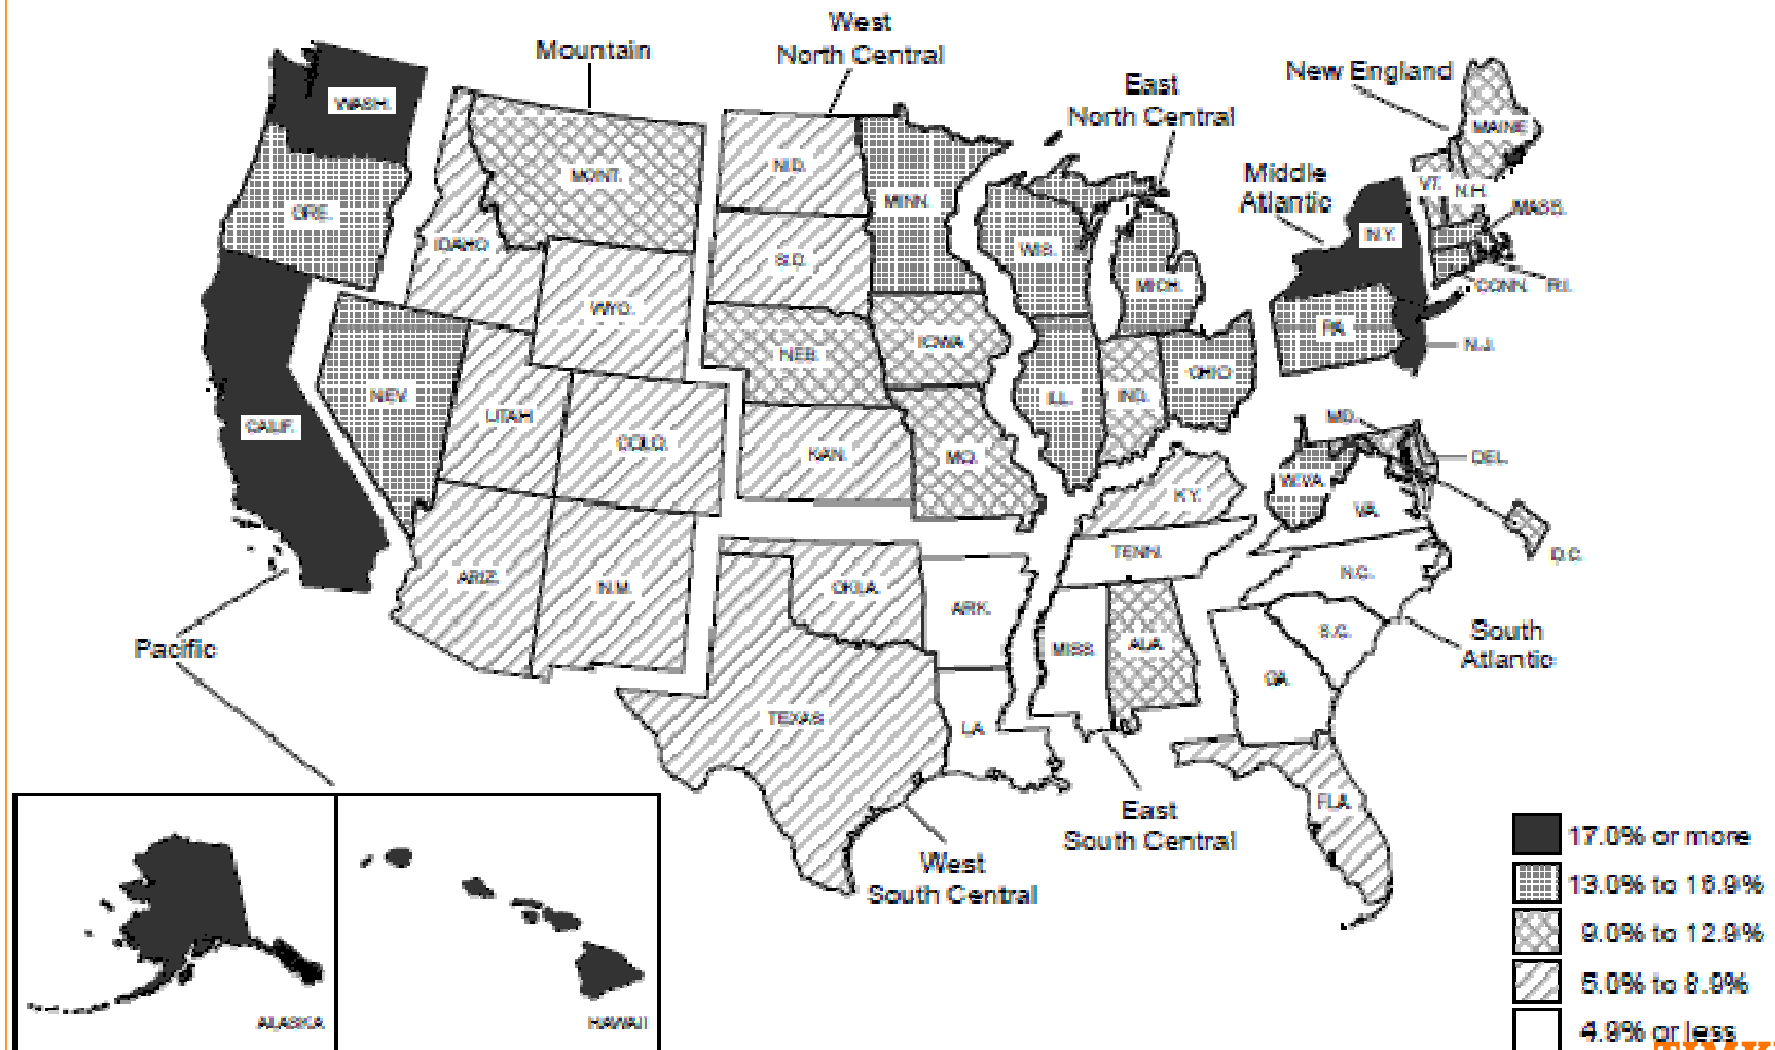 West
North Central
Mountain
East
North Central
New England
Middle
Atlantic
WASH.
ORE.
CALIF.
NEV.
IDAHO
MONT.
WYO.
UTAH
COLO.
ARIZ.
N.M.
N.D.
S.D.
NEB.
KAN.
MINN.
IOWA
MO.
WIS.
MICH.
ILL.
IND.
OHIO
MAINE
VT.
N.H.
MASS.
CONN.
R.I.
N.Y.
PA.
N.J.
MD.
DEL.
W.VA.
VA.
D.C.
KY.
TENN.
N.C.
S.C.
GA.
FLA.
OKLA.
ARK.
TEXAS
LA.
MISS.
ALA.
South
Atlantic
Pacific
East
South Central
West
South Central
ALASKA
HAWAII
17.0% or more
13.0% to 16.9%
9.0% to 12.9%
5.0% to 8.9%
4.9% or less